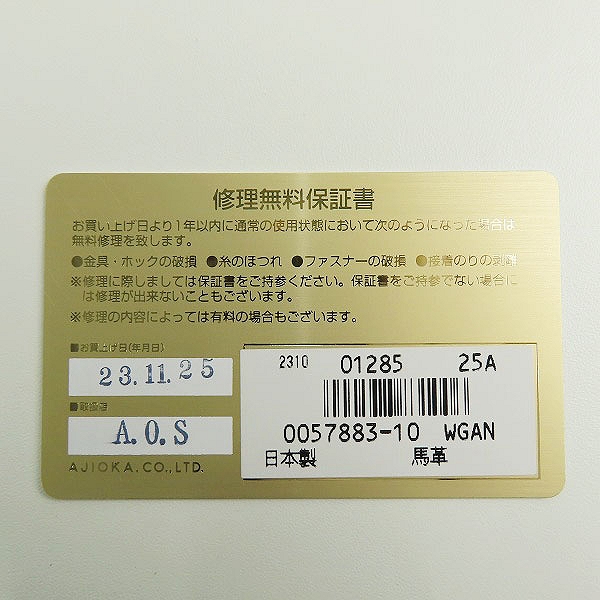 修理無料保証書
お買い上げ日より1年以内に通常の使用状態において次のようになった場合は
無料修理を致します。
●金具・ホックの破損 ●糸のほつれ ●ファスナーの破損 ●接着のりの剥離
※修理に際しましては保証書をご持参ください。保証書をご持参でない場合に
は修理が出来ないこともございます。
※修理の内容によっては有料の場合もございます。
■お買上げ日(年月日)
23.11.25
■取扱者
A.O.S
AJIOKA.CO.,LTD.
2310 01285 25A
0057883-10 WGAN
日本製 馬革